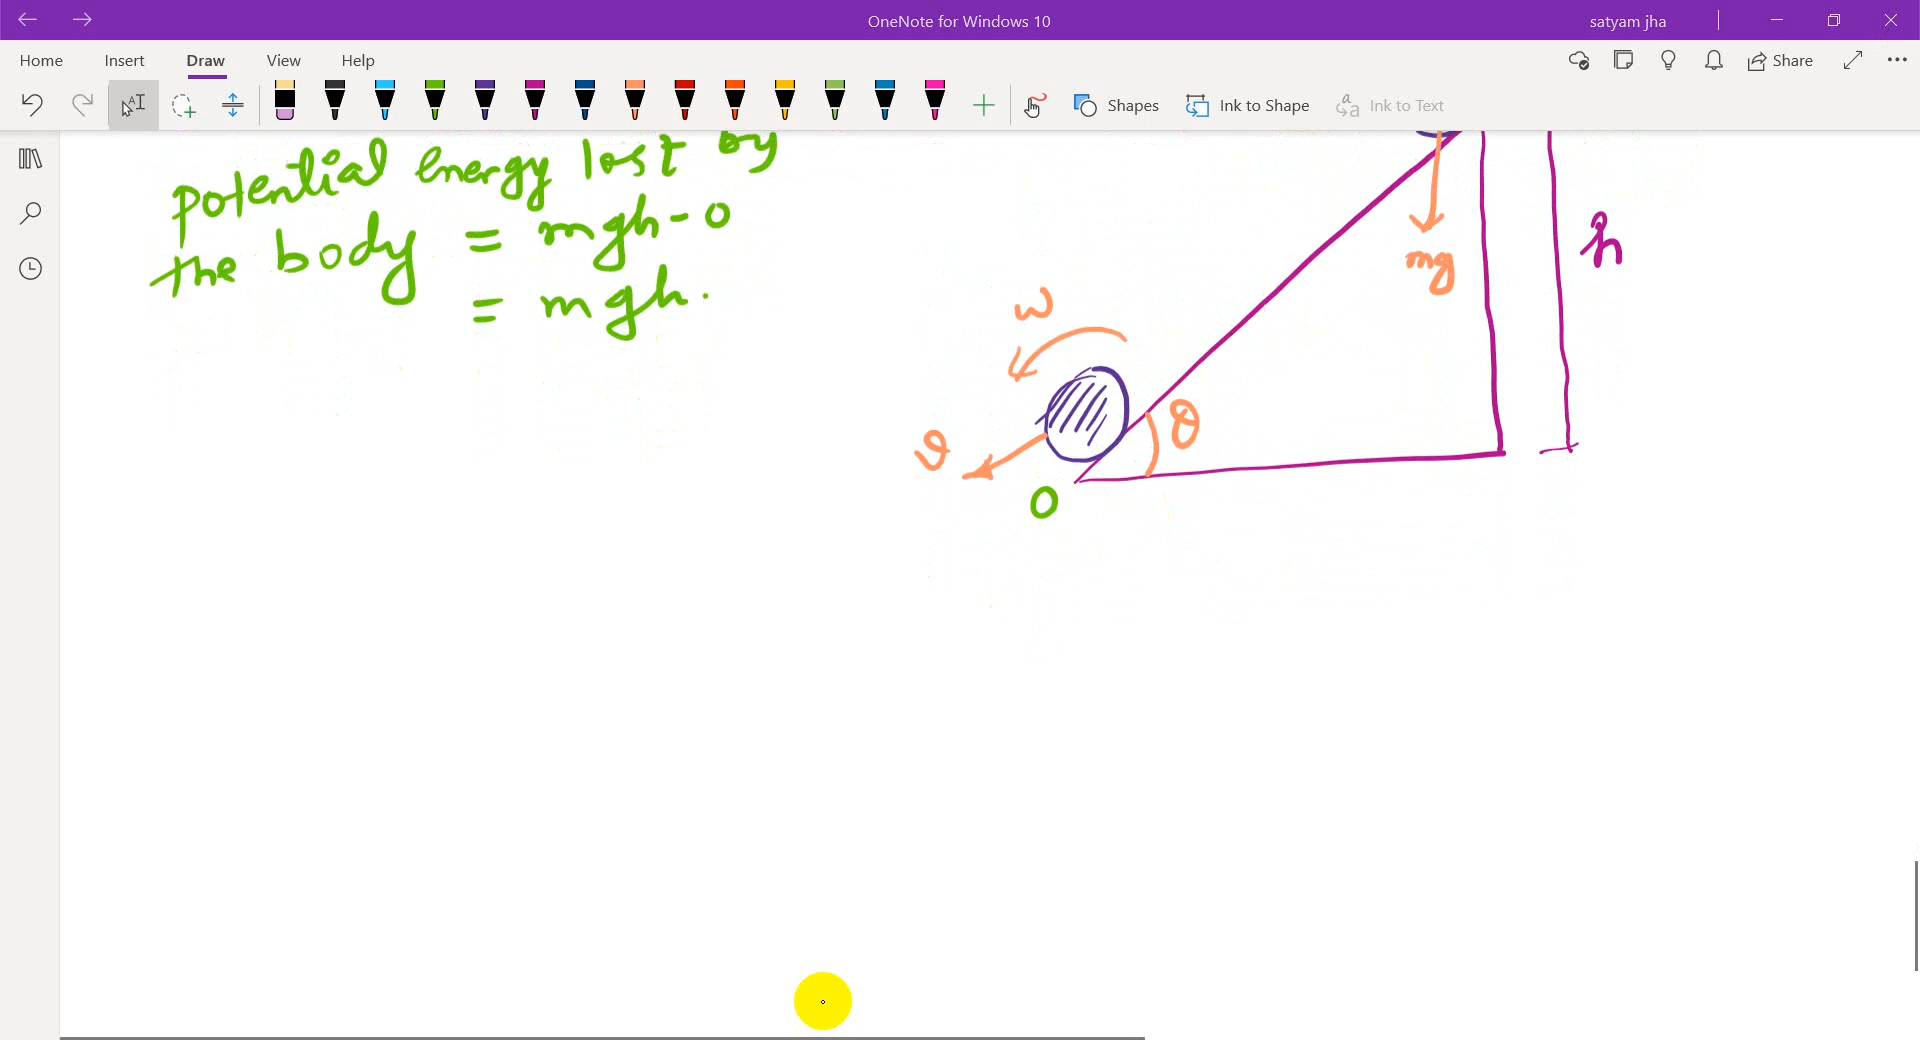 OneNote for Windows 10
satyam jha
Home Insert Draw View Help
Share
Shapes Ink to Shape Ink to Text
potential energy lost by
the body = mgh - 0
= mgh.
mg
h
ω
θ
v
O